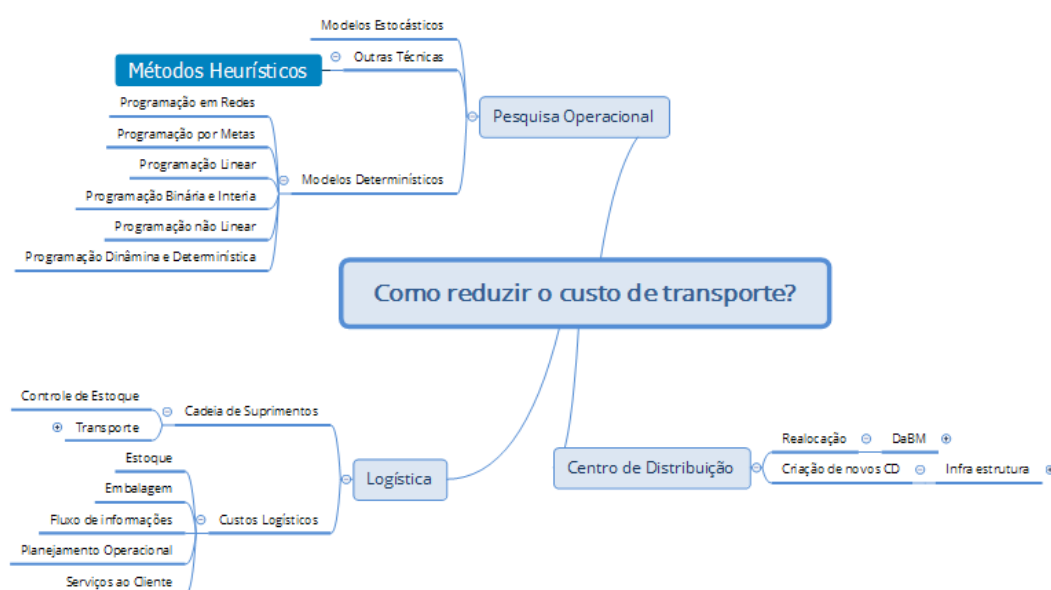 Modelos Estocásticos
Outras Técnicas
Métodos Heurísticos
Programação em Redes
Programação por Metas
Programação Linear
Programação Binária e Interia
Programação não Linear
Programação Dinâmina e Determinística
Modelos Determinísticos
Pesquisa Operacional
Como reduzir o custo de transporte?
Controle de Estoque
Transporte
Cadeia de Suprimentos
Estoque
Embalagem
Fluxo de informações
Planejamento Operacional
Serviços ao Cliente
Custos Logísticos
Logística
Centro de Distribuição
Realocação
DaBM
Criação de novos CD
Infra estrutura